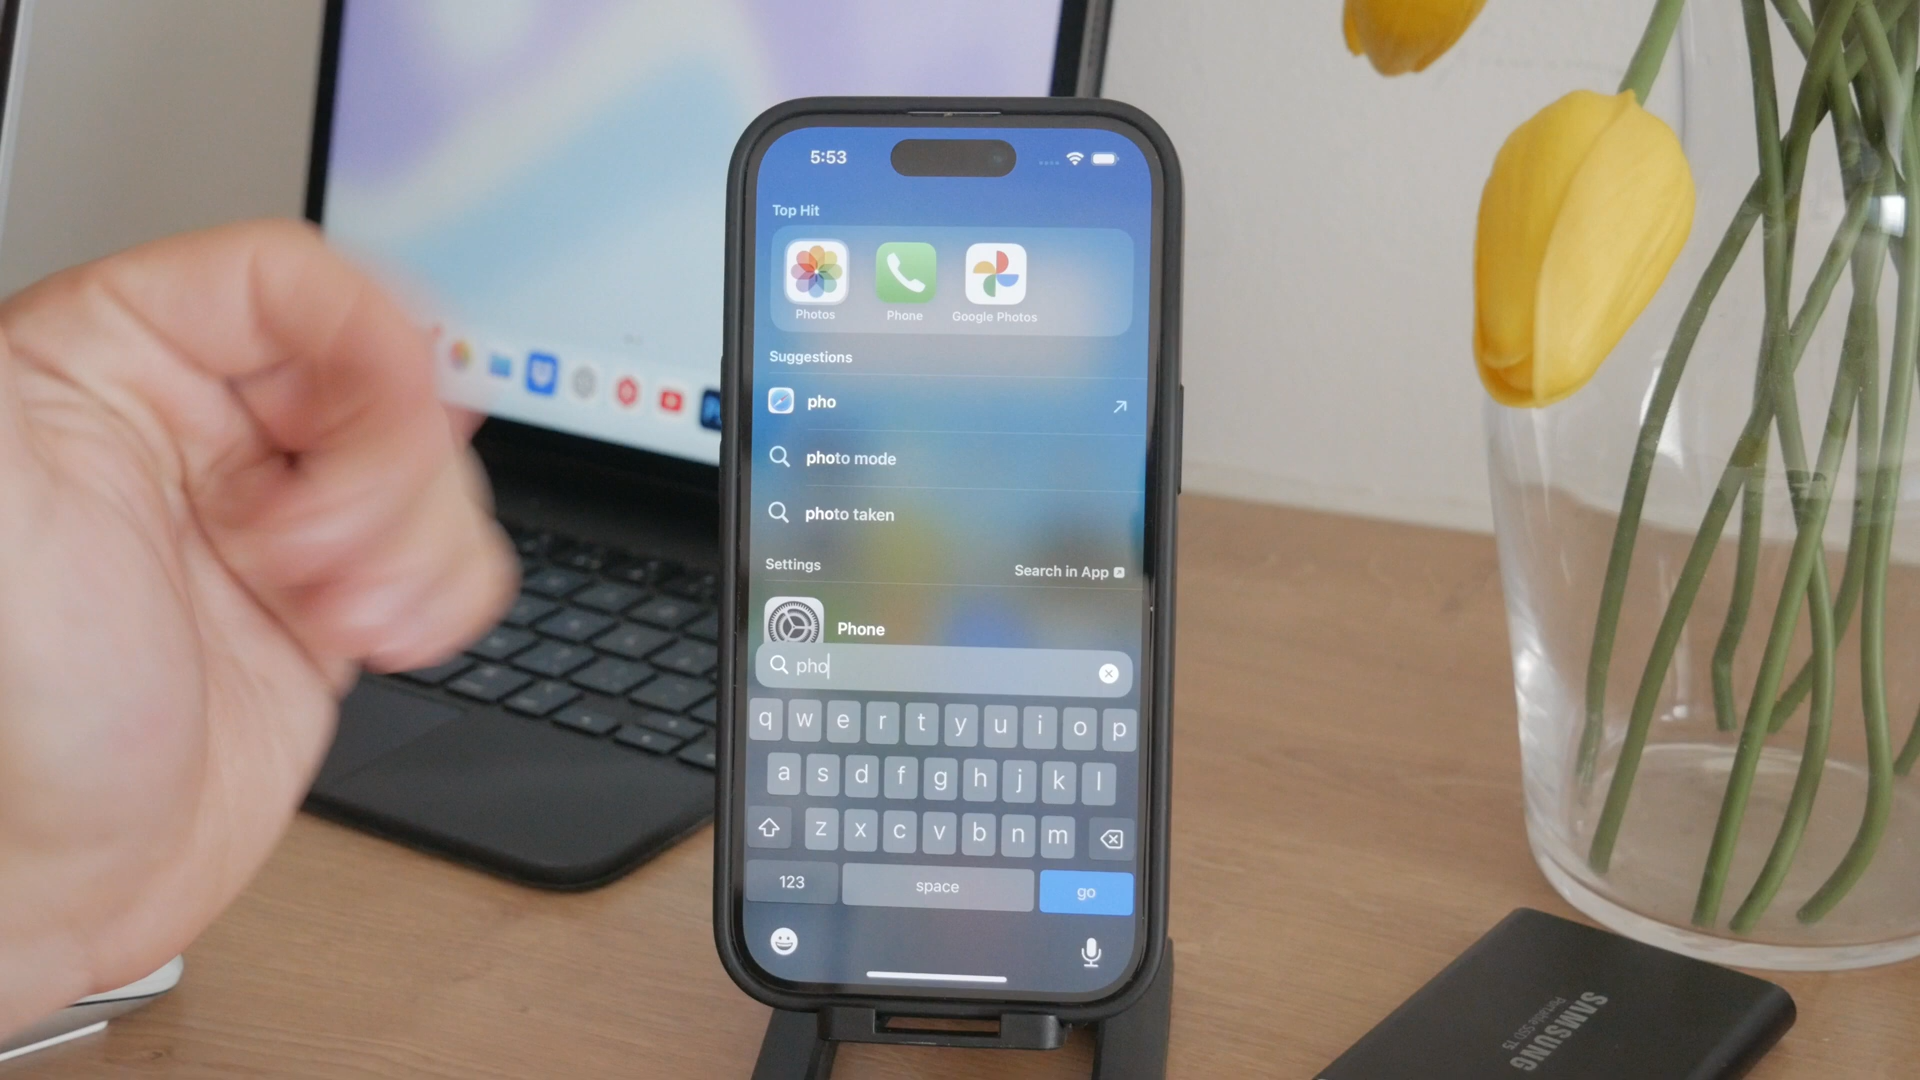 5:53
Top Hit
Photos Phone Google Photos
Suggestions
pho
photo mode
photo taken
Settings Search in App
Phone
pho
q w e r t y u i o p
a s d f g h j k l
z x c v b n m
123 space go
SAMSUNG
Portable SSD T5